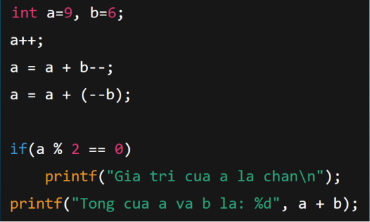 int a=9, b=6;
a++;
a = a + b--;
a = a + (--b);
if(a % 2 == 0)
printf("Gia tri cua a la chan\n");
printf("Tong cua a va b la: %d", a + b);